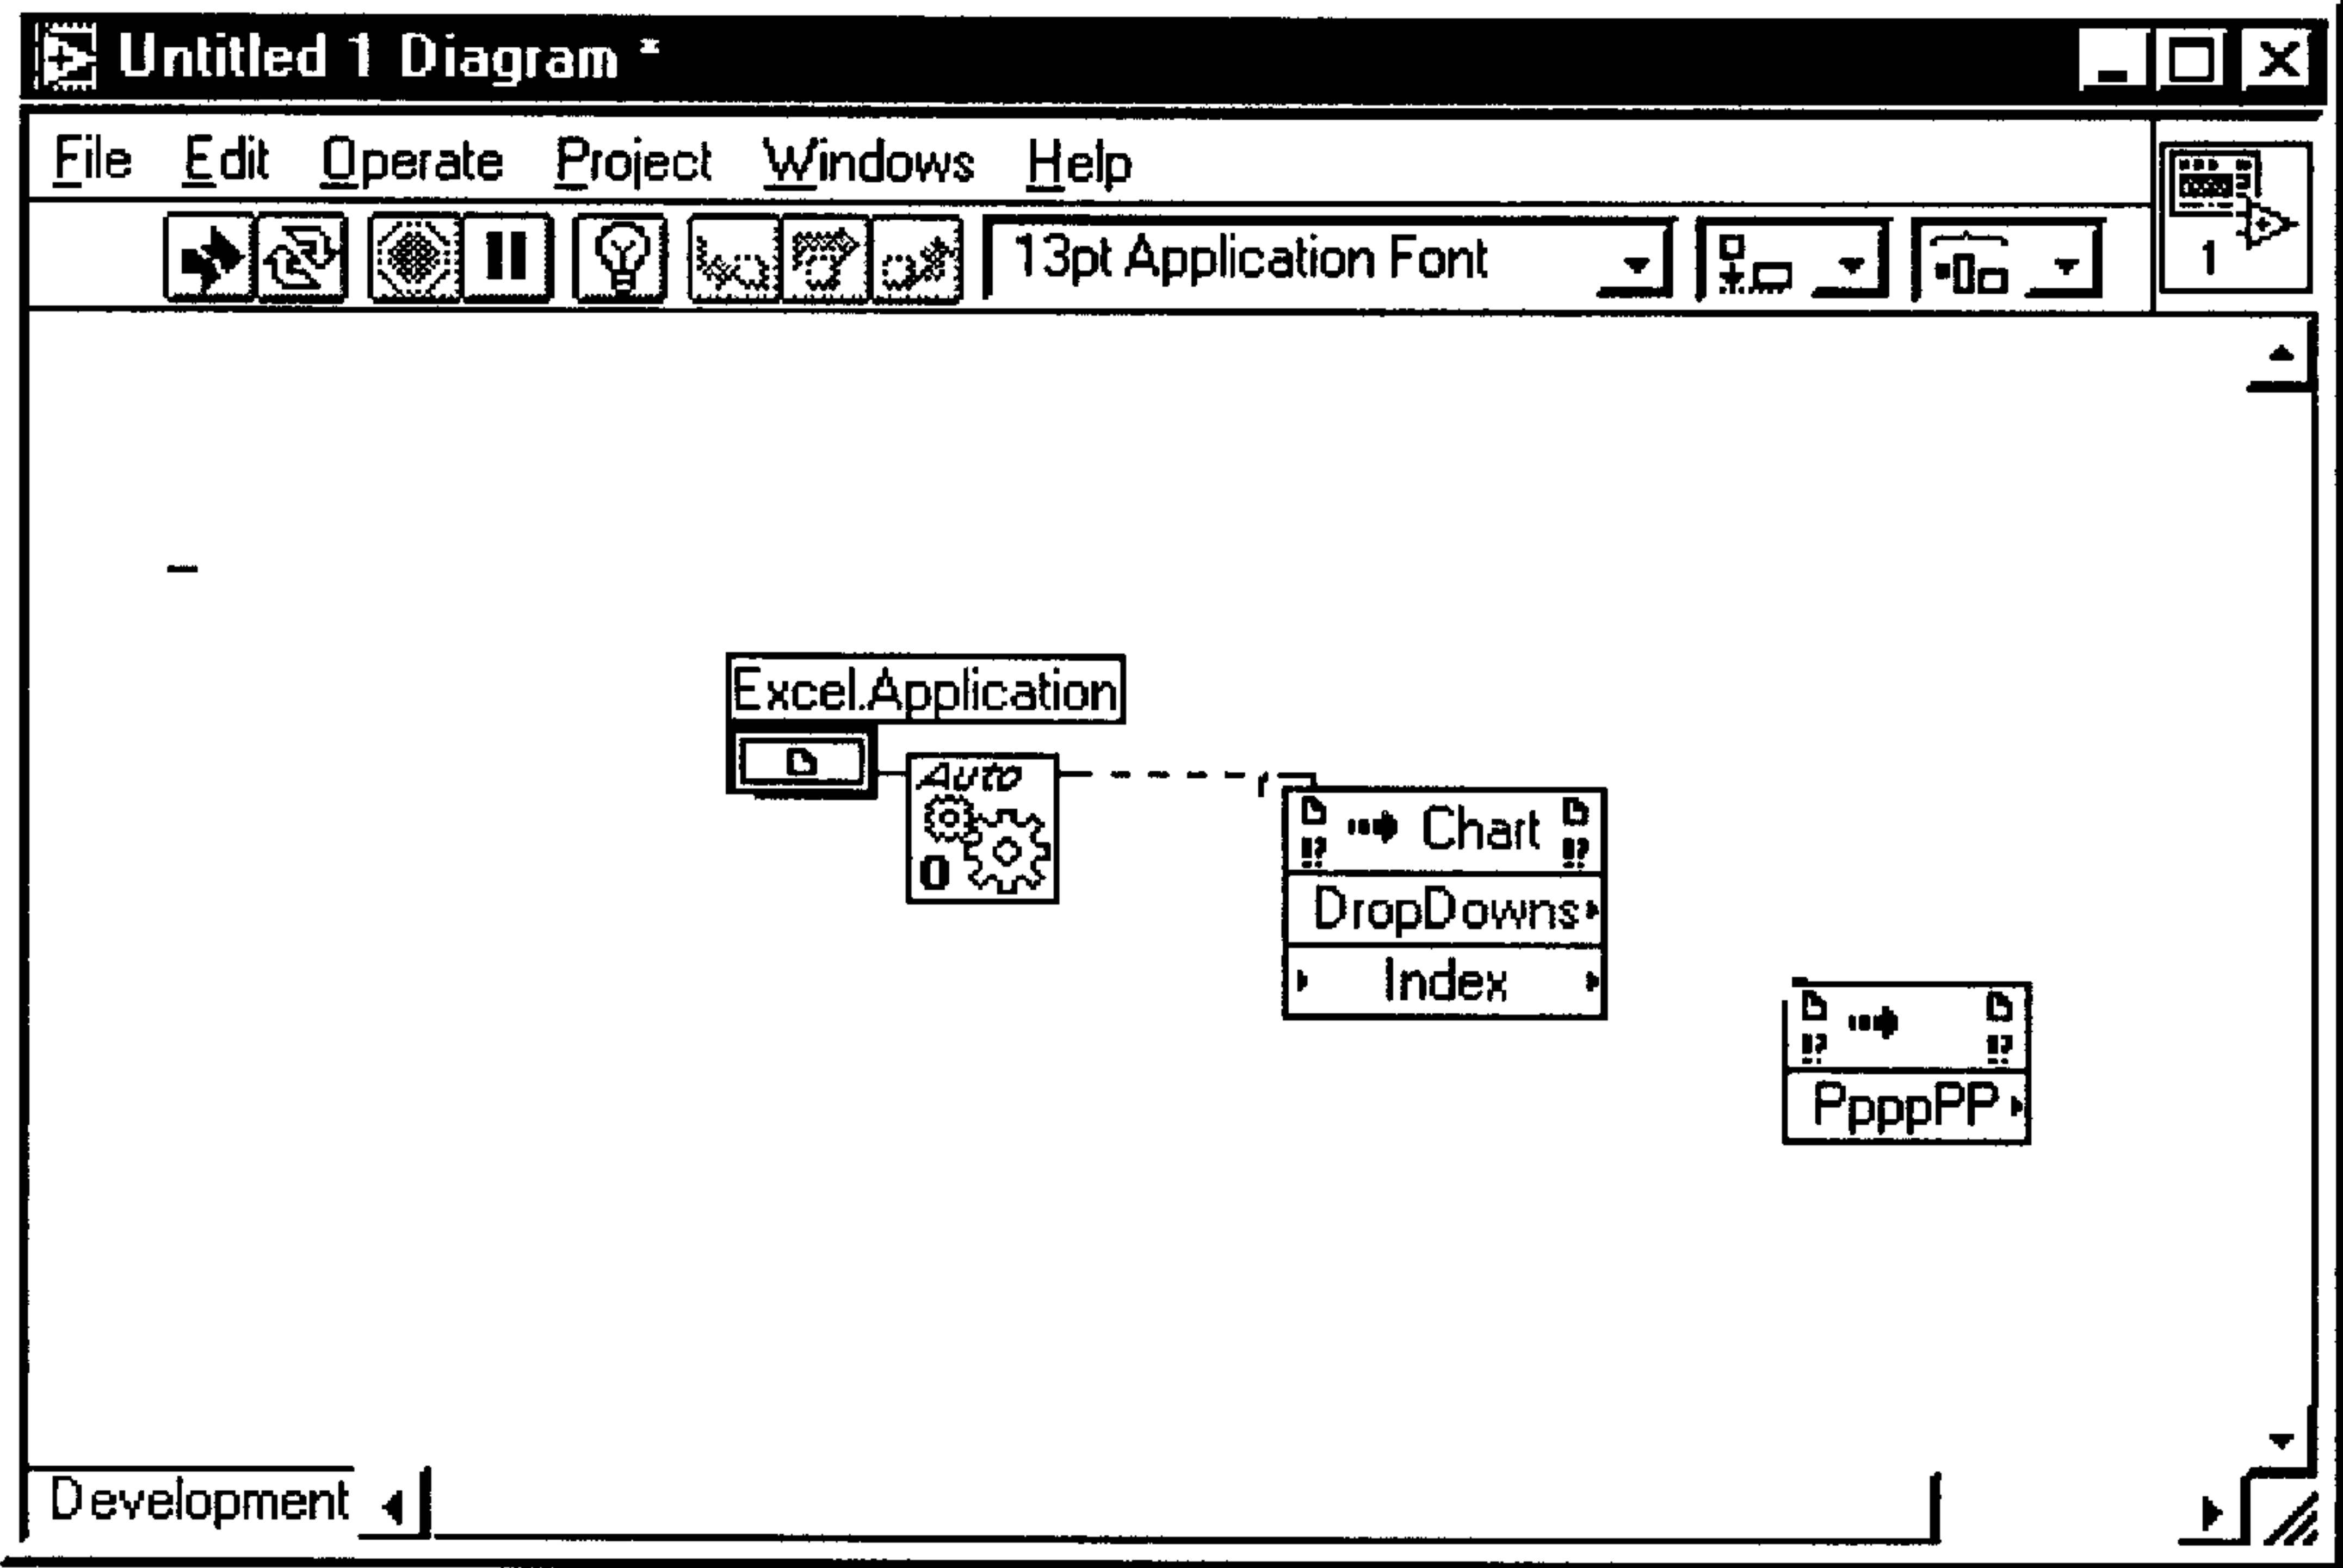 Untitled 1 Diagram *
File Edit Operate Project Windows Help
13pt Application Font
1
Excel.Application
Auto
0
Chart
!?
!?
DropDowns
Index
!?
!?
PppppPP
Development